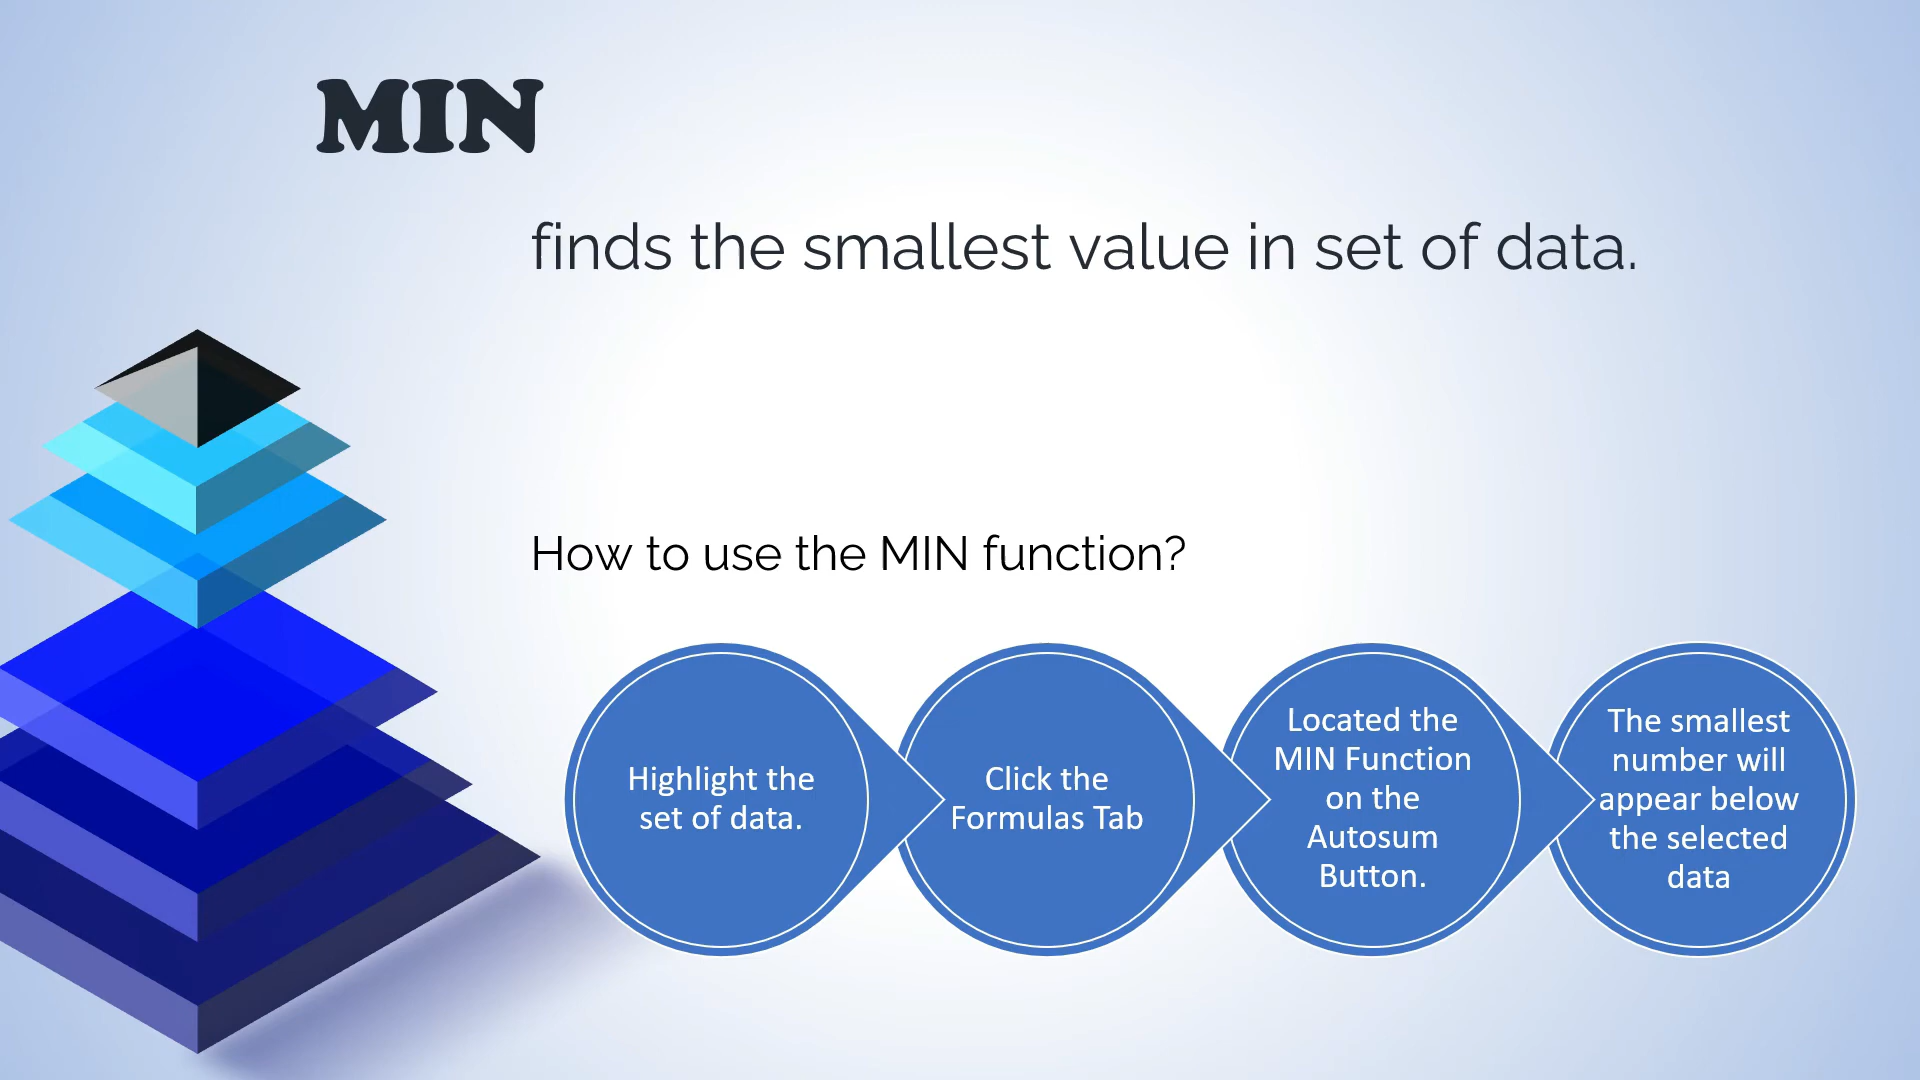 MIN
finds the smallest value in set of data.
How to use the MIN function?
Highlight the
set of data.
Click the
Formulas Tab
Located the
MIN Function
on the
Autosum
Button.
The smallest
number will
appear below
the selected
data